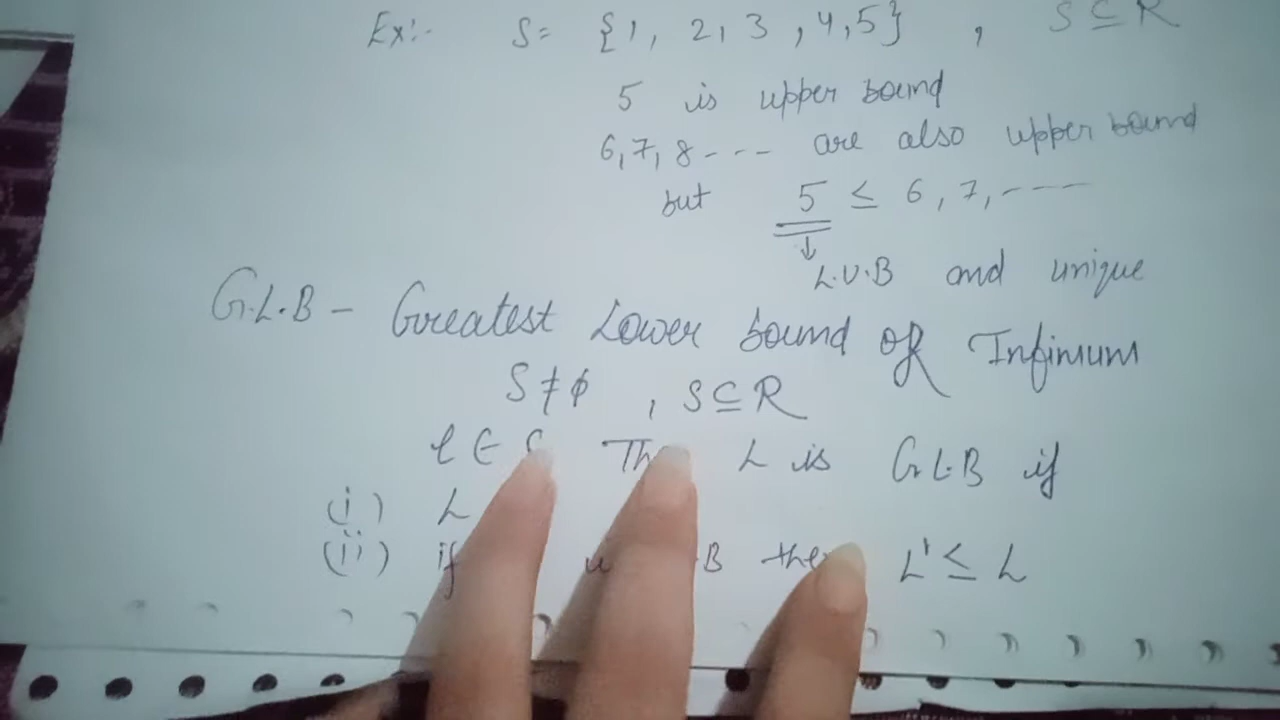 Ex:- S = {1, 2, 3, 4, 5} , S ⊆ R
5 is upper bound
6, 7, 8 - - - are also upper bound
but 5 ≤ 6, 7, - - - -
↓
L.U.B and unique
G.L.B - Greatest Lower bound or Infimum
S ≠ ϕ , S ⊆ R
l ∈ L is G.L.B if
(i) L
(ii) if L' ≤ L